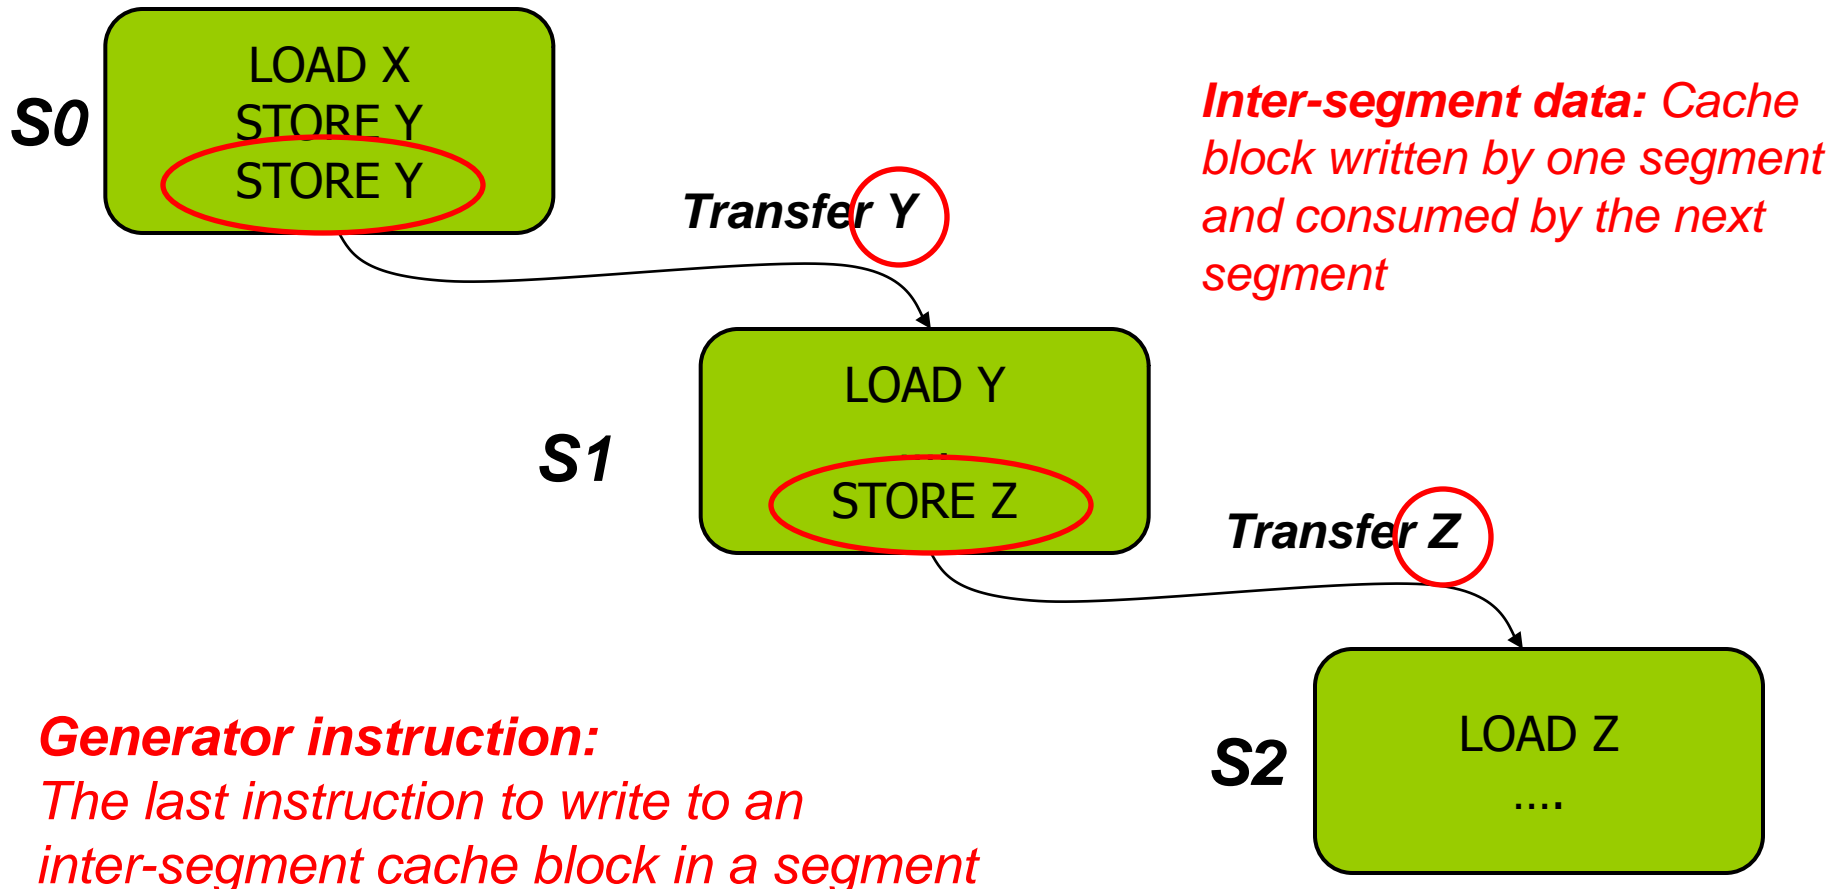 S0
LOAD X
STORE Y
STORE Y
Transfer Y
Inter-segment data: Cache
block written by one segment
and consumed by the next
segment
S1
LOAD Y
....
STORE Z
Transfer Z
S2
LOAD Z
....
Generator instruction:
The last instruction to write to an
inter-segment cache block in a segment